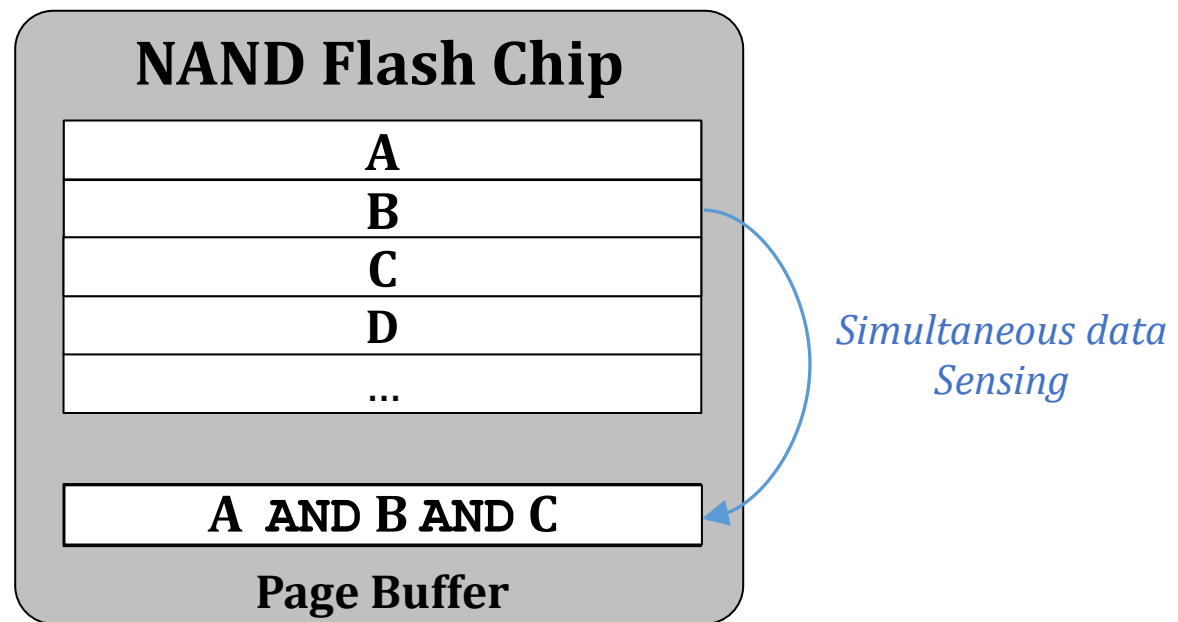 NAND Flash Chip
A
B
C
D
...
Simultaneous data
Sensing
A AND B AND C
Page Buffer